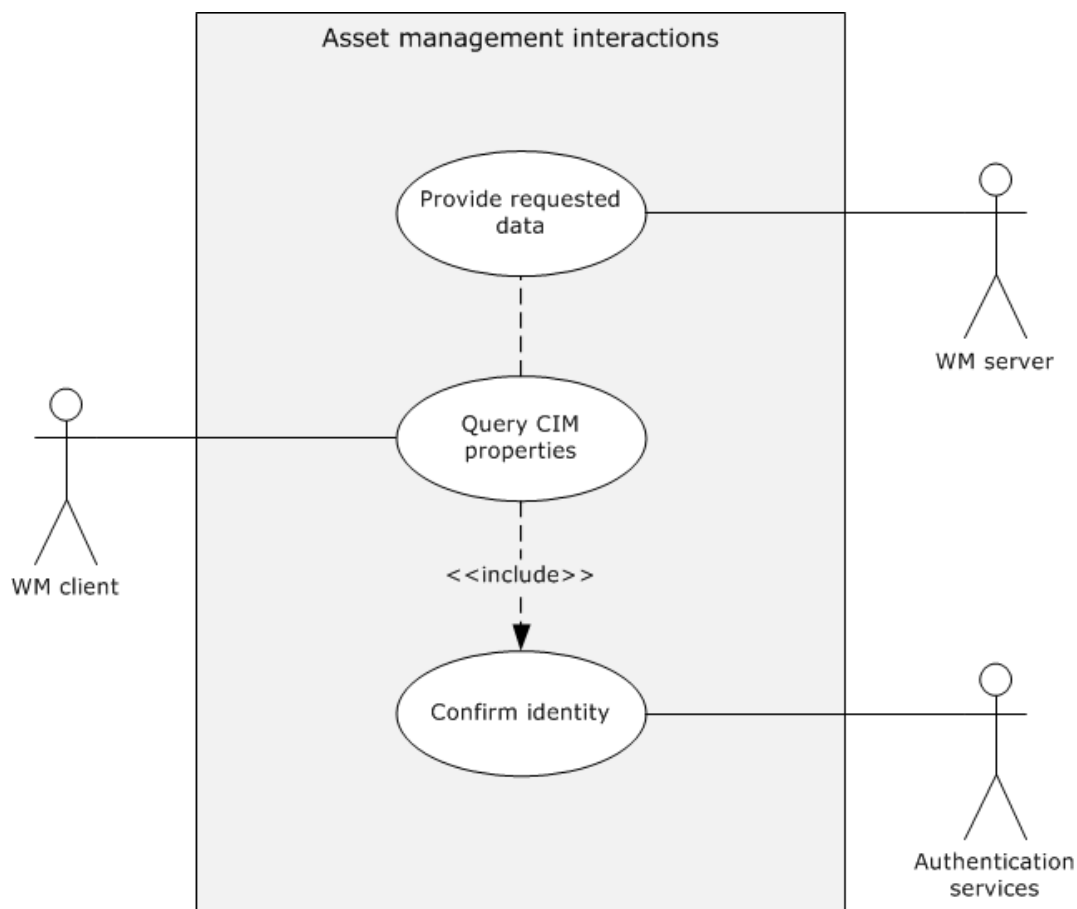 Asset management interactions
Provide requested
data
WM server
Query CIM
properties
WM client
<<include>>
Confirm identity
Authentication
services